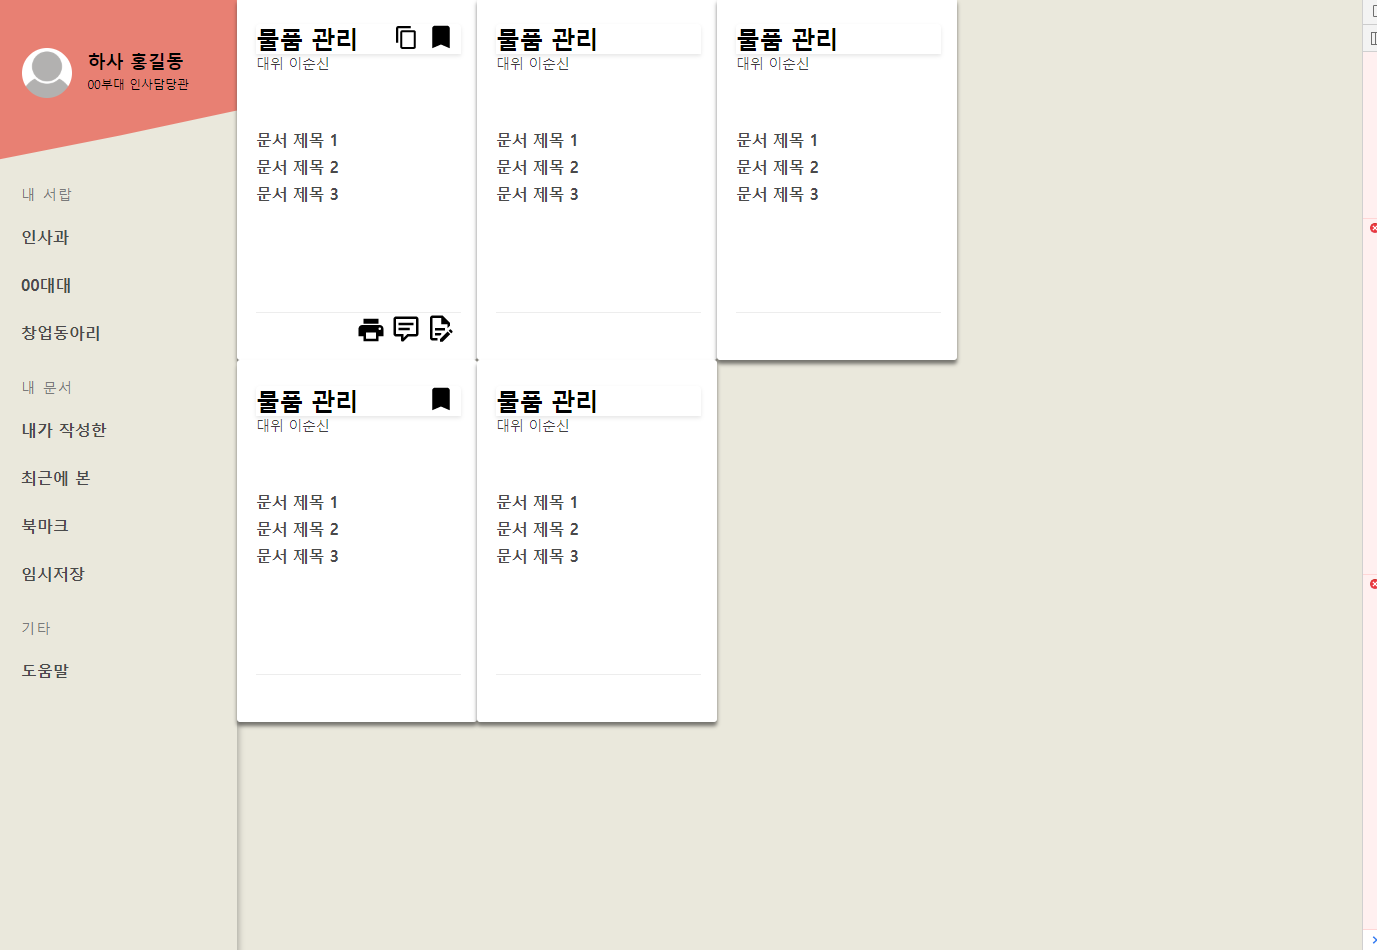 하사 홍길동
00부대 인사담당관
내 서랍
인사과
00대대
창업동아리
내 문서
내가 작성한
최근에 본
북마크
임시저장
기타
도움말
물품 관리
대위 이순신
문서 제목 1
문서 제목 2
문서 제목 3
물품 관리
대위 이순신
문서 제목 1
문서 제목 2
문서 제목 3
물품 관리
대위 이순신
문서 제목 1
문서 제목 2
문서 제목 3
물품 관리
대위 이순신
문서 제목 1
문서 제목 2
문서 제목 3
물품 관리
대위 이순신
문서 제목 1
문서 제목 2
문서 제목 3